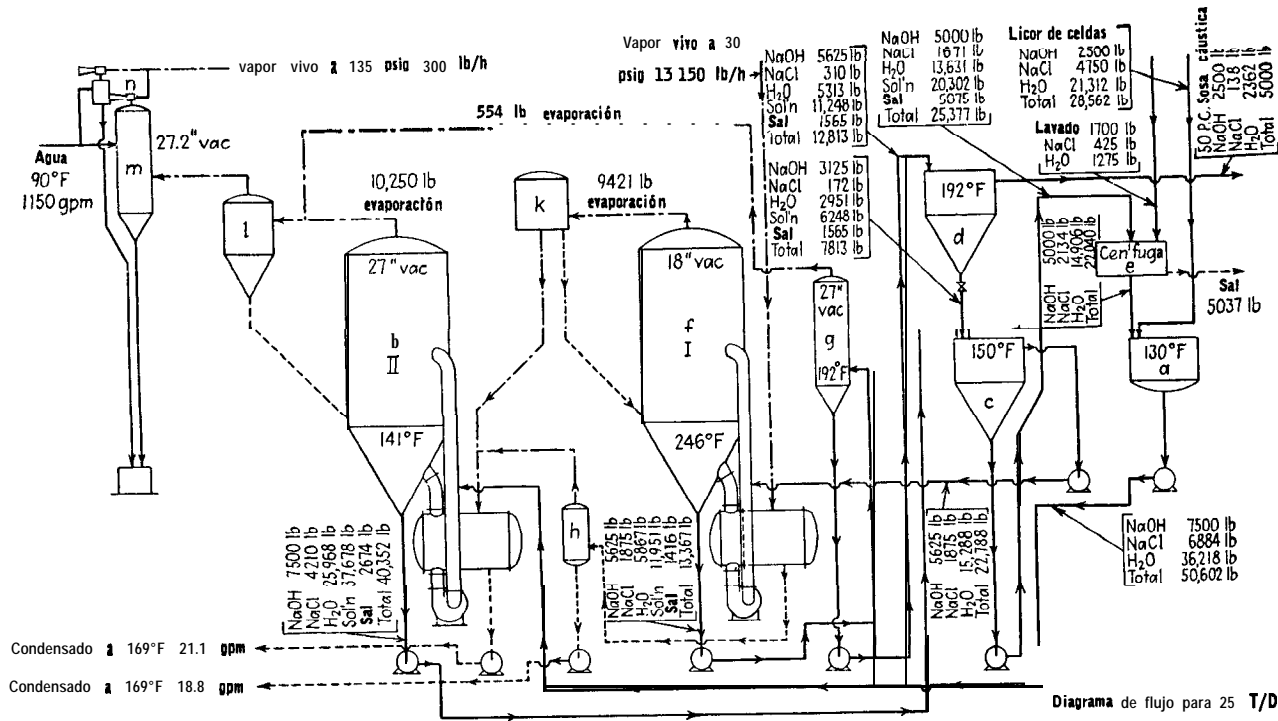 vapor vivo a 135 psig 300 lb/h
n
27.2" vac
m
Agua
90°F
1150 gpm
554 lb evaporación
l
10,250 lb
evaporación
27" vac
b
II
141°F
k
9421 lb
evaporación
18" vac
f
I
246°F
h
27"
vac
g
192°F
Vapor vivo a 30
psig 13 150 lb/h
NaOH 5625 lb
NaCl 310 lb
H2O 5313 lb
Sol'n 11,248 lb
Sal 1565 lb
Total 12,813 lb
NaOH 3125 lb
NaCl 172 lb
H2O 2951 lb
Sol'n 6248 lb
Sal 1565 lb
Total 7813 lb
NaOH 5000 lb
NaCl 1671 lb
H2O 13,631 lb
Sol'n 20,302 lb
Sal 5075 lb
Total 25,377 lb
Licor de celdas
NaOH 2500 lb
NaCl 4750 lb
H2O 21,312 lb
Total 28,562 lb
Lavado 1700 lb
NaCl 425 lb
H2O 1275 lb
50 P.C. Sosa cáustica
NaOH 2500 lb
NaCl 138 lb
H2O 2362 lb
Total 5000 lb
192°F
d
150°F
c
NaOH 5000 lb
NaCl 2134 lb
H2O 14,906 lb
Total 22,040 lb
Cenífuga
e
Sal
5037 lb
130°F
a
NaOH 7500 lb
NaCl 6884 lb
H2O 36,218 lb
Total 50,602 lb
NaOH 7500 lb
NaCl 4210 lb
H2O 25,968 lb
Sol'n 37,678 lb
Sal 2674 lb
Total 40,352 lb
NaOH 5625 lb
NaCl 1875 lb
H2O 5867 lb
Sol'n 11,951 lb
Sal 1416 lb
Total 13,367 lb
NaOH 5625 lb
NaCl 1875 lb
H2O 15,288 lb
Total 22,788 lb
Condensado a 169°F 21.1 gpm
Condensado a 169°F 18.8 gpm
Diagrama de flujo para 25 T/D